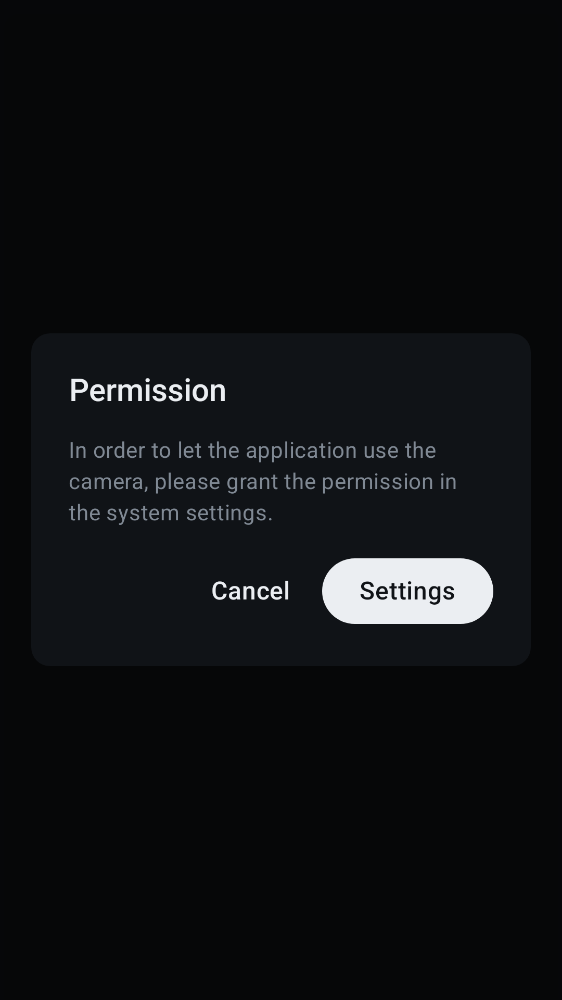 Permission
In order to let the application use the
camera, please grant the permission in
the system settings.
Cancel
Settings